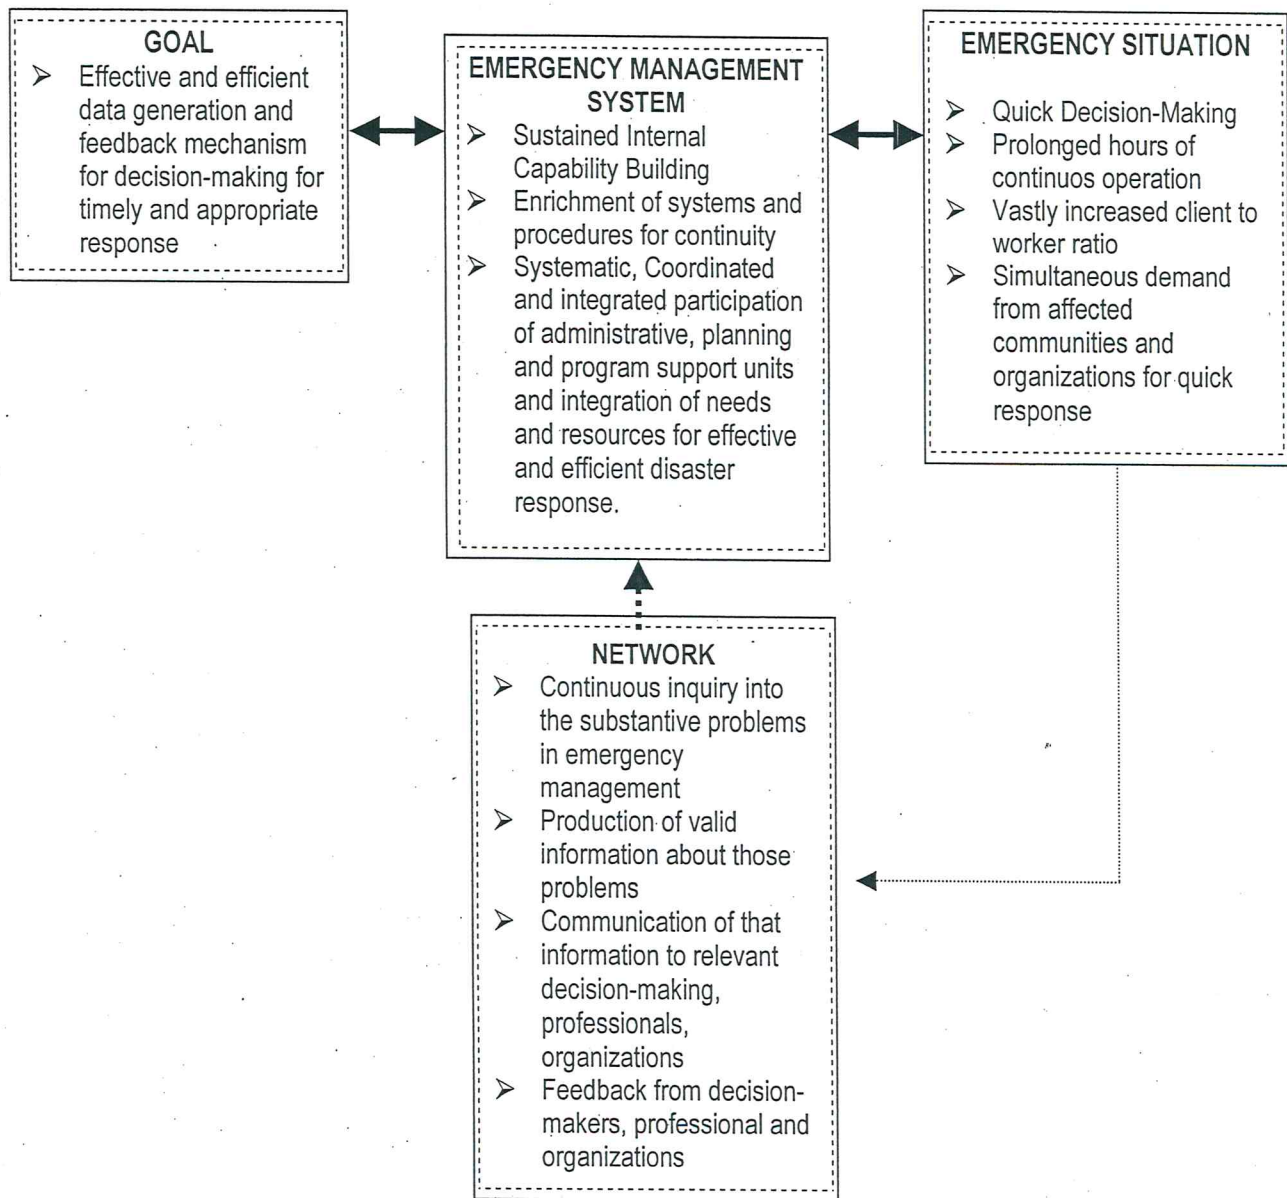 GOAL
➢ Effective and efficient
data generation and
feedback mechanism
for decision-making for
timely and appropriate
response
EMERGENCY MANAGEMENT
SYSTEM
➢ Sustained Internal
Capability Building
➢ Enrichment of systems and
procedures for continuity
➢ Systematic, Coordinated
and integrated participation
of administrative, planning
and program support units
and integration of needs
and resources for effective
and efficient disaster
response.
EMERGENCY SITUATION
➢ Quick Decision-Making
➢ Prolonged hours of
continuos operation
➢ Vastly increased client to
worker ratio
➢ Simultaneous demand
from affected
communities and
organizations for quick
response
NETWORK
➢ Continuous inquiry into
the substantive problems
in emergency
management
➢ Production of valid
information about those
problems
➢ Communication of that
information to relevant
decision-making,
professionals,
organizations
➢ Feedback from decision-
makers, professional and
organizations